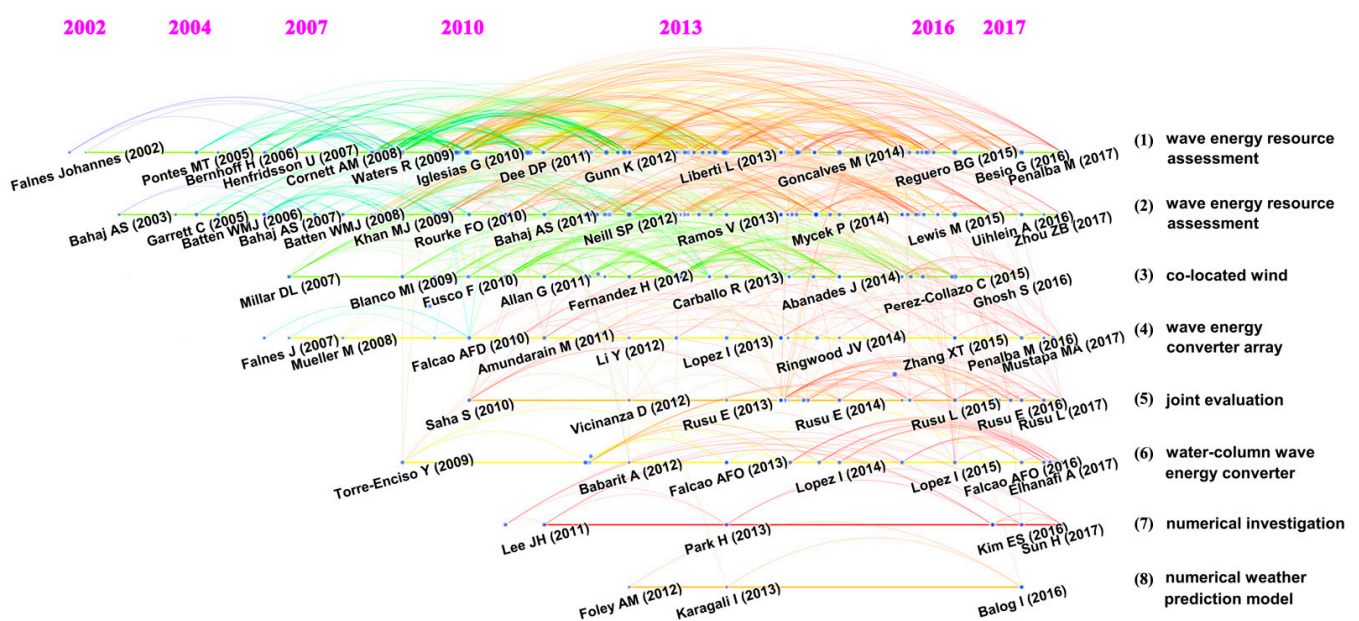 2002 2004 2007 2010 2013 2016 2017
Falnes Johannes (2002) Pontes MT (2005) Bernhoff H (2006) Henfridsson U (2007) Cornett AM (2008) Waters R (2009) Iglesias G (2010) Dee DP (2011) Gunn K (2012) Liberti L (2013) Goncalves M (2014) Reguero BG (2015) Besio G (2016) Penalba M (2017)
(1) wave energy resource
assessment
Bahaj AS (2003) Garrett C (2005) Batten WMJ (2006) Bahaj AS (2007) Batten WMJ (2008) Khan MJ (2009) Rourke FO (2010) Bahaj AS (2011) Neill SP (2012) Ramos V (2013) Mycek P (2014) Lewis M (2015) Uihlein A (2016) Zhou ZB (2017)
(2) wave energy resource
assessment
Millar DL (2007) Blanco MI (2009) Fusco F (2010) Allan G (2011) Fernandez H (2012) Carballo R (2013) Abanades J (2014) Perez-Collazo C (2015) Ghosh S (2016)
(3) co-located wind
Falnes J (2007) Mueller M (2008) Falcao AFD (2010) Amundarain M (2011) Li Y (2012) Lopez I (2013) Ringwood JV (2014) Zhang XT (2015) Penalba M (2016) Mustapa MA (2017)
(4) wave energy
converter array
Saha S (2010) Vicinanza D (2012) Rusu E (2013) Rusu E (2014) Rusu L (2015) Rusu E (2016) Rusu L (2017)
(5) joint evaluation
Torre-Enciso Y (2009) Babarit A (2012) Falcao AFO (2013) Lopez I (2014) Lopez I (2015) Falcao AFO (2016) Elhanafi A (2017)
(6) water-column wave
energy converter
Lee JH (2011) Park H (2013) Kim ES (2016) Sun H (2017)
(7) numerical investigation
Foley AM (2012) Karagali I (2013) Balog I (2016)
(8) numerical weather
prediction model